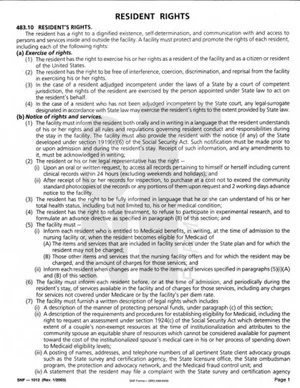 RESIDENT RIGHTS
483.10 RESIDENT'S RIGHTS.
The resident has a right to a dignified existence, self-determination, and communication with and access to
persons and services inside and outside the facility. A facility must protect and promote the rights of each resident,
including each of the following rights:
(a) Exercise of rights.
(1) The resident has the right to exercise his or her rights as a resident of the facility and as a citizen or resident
of the United States.
(2) The resident has the right to be free of interference, coercion, discrimination, and reprisal from the facility
in exercising his or her rights.
(3) In the case of a resident adjudged incompetent under the laws of a State by a court of competent
jurisdiction, the rights of the resident are exercised by the person appointed under State law to act on
the resident's behalf.
(4) In the case of a resident who has not been adjudged incompetent by the State court, any legal-surrogate
designated in accordance with State law may exercise the resident's rights to the extent provided by State law.
(b) Notice of rights and services.
(1) The facility must inform the resident both orally and in writing in a language that the resident understands
of his or her rights and all rules and regulations governing resident conduct and responsibilities during
the stay in the facility. The facility must also provide the resident with the notice (if any) of the State
developed under section 1919(e)(6) of the Social Security Act. Such notification must be made prior to
or upon admission and during the resident's stay. Receipt of such information, and any amendments to
it, must be acknowledged in writing;
(2) The resident or his or her legal representative has the right -
(i) Upon an oral or written request, to access all records pertaining to himself or herself including current
clinical records within 24 hours (excluding weekends and holidays); and
(ii) After receipt of his or her records for inspection, to purchase at a cost not to exceed the community
standard photocopies of the records or any portions of them upon request and 2 working days advance
notice to the facility.
(3) The resident has the right to be fully informed in language that he or she can understand of his or her
total health status, including but not limited to, his or her medical condition;
(4) The resident has the right to refuse treatment, to refuse to participate in experimental research, and to
formulate an advance directive as specified in paragraph (8) of this section; and
(5) The facility must —
(i) Inform each resident who is entitled to Medicaid benefits, in writing, at the time of admission to the
nursing facility or, when the resident becomes eligible for Medicaid of
(A) The items and services that are included in facility services under the State plan and for which the
resident may not be charged;
(B) Those other items and services that the nursing facility offers and for which the resident may be
charged, and the amount of charges for those services; and
(ii) Inform each resident when changes are made to the items and services specified in paragraphs (5)(i)(A)
and (B) of this section.
(6) The facility must inform each resident before, or at the time of admission, and periodically during the
resident's stay, of services available in the facility and of charges for those services, including any charges
for services not covered under Medicare or by the facility's per diem rate.
(7) The facility must furnish a written description of legal rights which includes -
(i) A description of the manner of protecting personal funds, under paragraph (c) of this section;
(ii) A description of the requirements and procedures for establishing eligibility for Medicaid, including the
right to request an assessment under section 1924(c) of the Social Security Act which determines the extent of a
couple's non-exempt resources at the time of institutionalization and attributes to the
community spouse an equitable share of resources which cannot be considered available for payment
toward the cost of the institutionalized spouse's medical care in his or her process of spending down
to Medicaid eligibility levels;
(iii) A posting of names, addresses, and telephone numbers of all pertinent State client advocacy groups
such as the State survey and certification agency, the State licensure office, the State ombudsman
program, the protection and advocacy network, and the Medicaid fraud control unit; and
(iv) A statement that the resident may file a complaint with the State survey and certification agency
SNF — 1012 (Rev. 1/2003)
Page 1